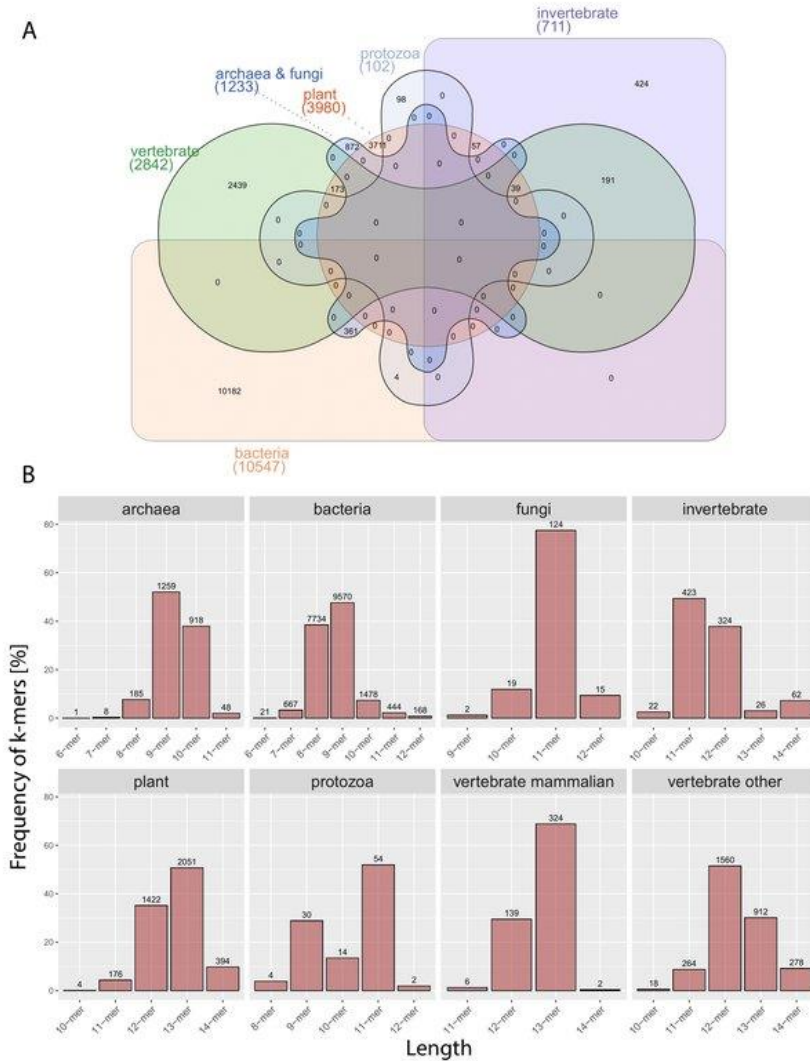 A
invertebrate
(711)
protozoa
(102)
archaea & fungi
(1233)
plant
(3980)
vertebrate
(2842)
424
98 0
0 0
872 3711 0 0 57 0
0 0 0 0 0 0
2439 173 0 0 39 191
0 0
0 0 0 0
0 0 0 0
0 0 0 0
0 0 0 0 0 0
0 0 0 0
0 0 0 0 0 0
361 0 0 0 0 0
0 0
4 0 0
10182
bacteria
(10547)
B
Frequency of k-mers [%]
archaea bacteria fungi invertebrate
80
60
40
20
0
1 8 185 1259 918 48
21 667 7734 9570 1478 444 168
2 19 124 15
22 423 324 26 62
6-mer 7-mer 8-mer 9-mer 10-mer 11-mer
6-mer 7-mer 8-mer 9-mer 10-mer 11-mer 12-mer
9-mer 10-mer 11-mer 12-mer
10-mer 11-mer 12-mer 13-mer 14-mer
plant protozoa vertebrate mammalian vertebrate other
80
60
40
20
0
4 176 1422 2051 394
4 30 14 54 2
6 139 324 2
18 264 1560 912 278
10-mer 11-mer 12-mer 13-mer 14-mer
8-mer 9-mer 10-mer 11-mer 12-mer
11-mer 12-mer 13-mer 14-mer
10-mer 11-mer 12-mer 13-mer 14-mer
Length